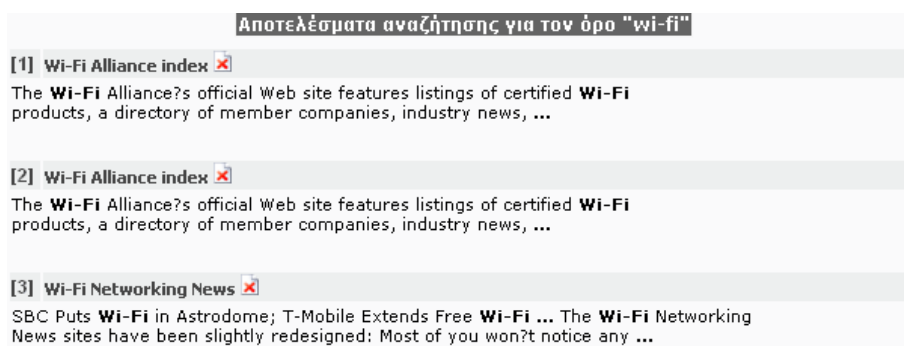 Αποτελέσματα αναζήτησης για τον όρο "wi-fi"
[1] Wi-Fi Alliance index
The Wi-Fi Alliance?s official Web site features listings of certified Wi-Fi
products, a directory of member companies, industry news, ...
[2] Wi-Fi Alliance index
The Wi-Fi Alliance?s official Web site features listings of certified Wi-Fi
products, a directory of member companies, industry news, ...
[3] Wi-Fi Networking News
SBC Puts Wi-Fi in Astrodome; T-Mobile Extends Free Wi-Fi ... The Wi-Fi Networking
News sites have been slightly redesigned: Most of you won?t notice any ...